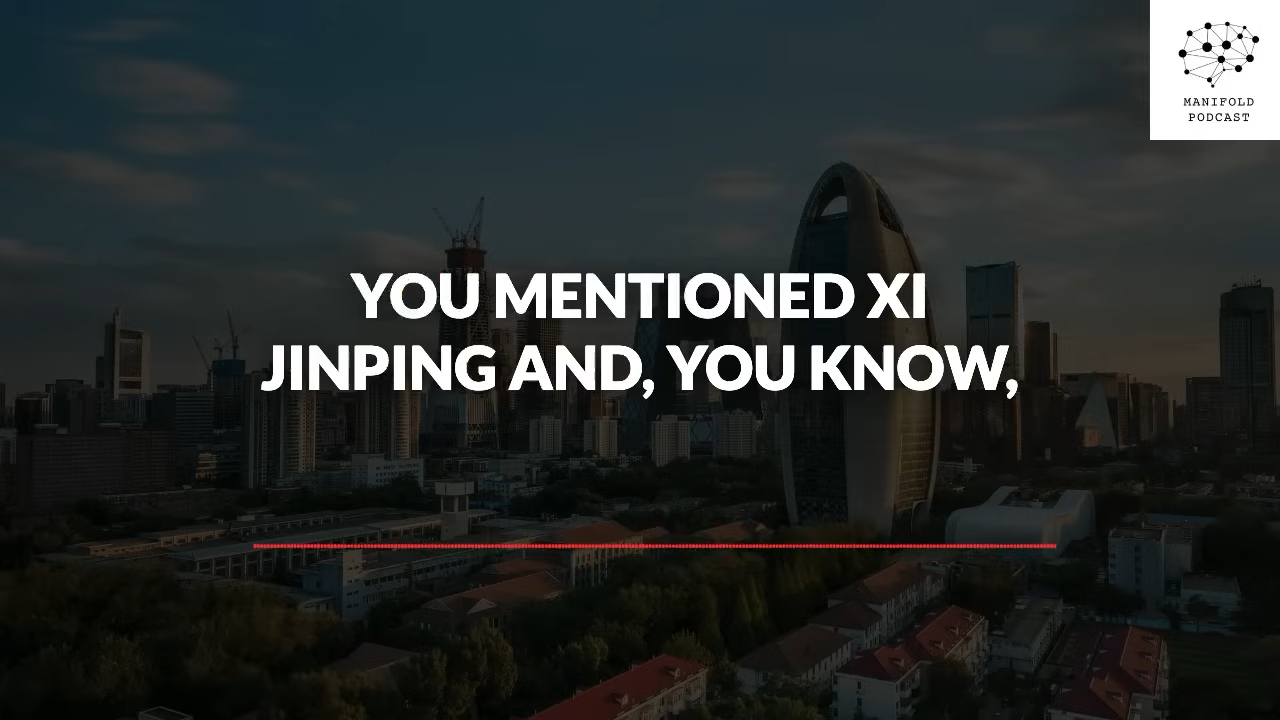 MANIFOLD
PODCAST
YOU MENTIONED XI
JINPING AND, YOU KNOW,